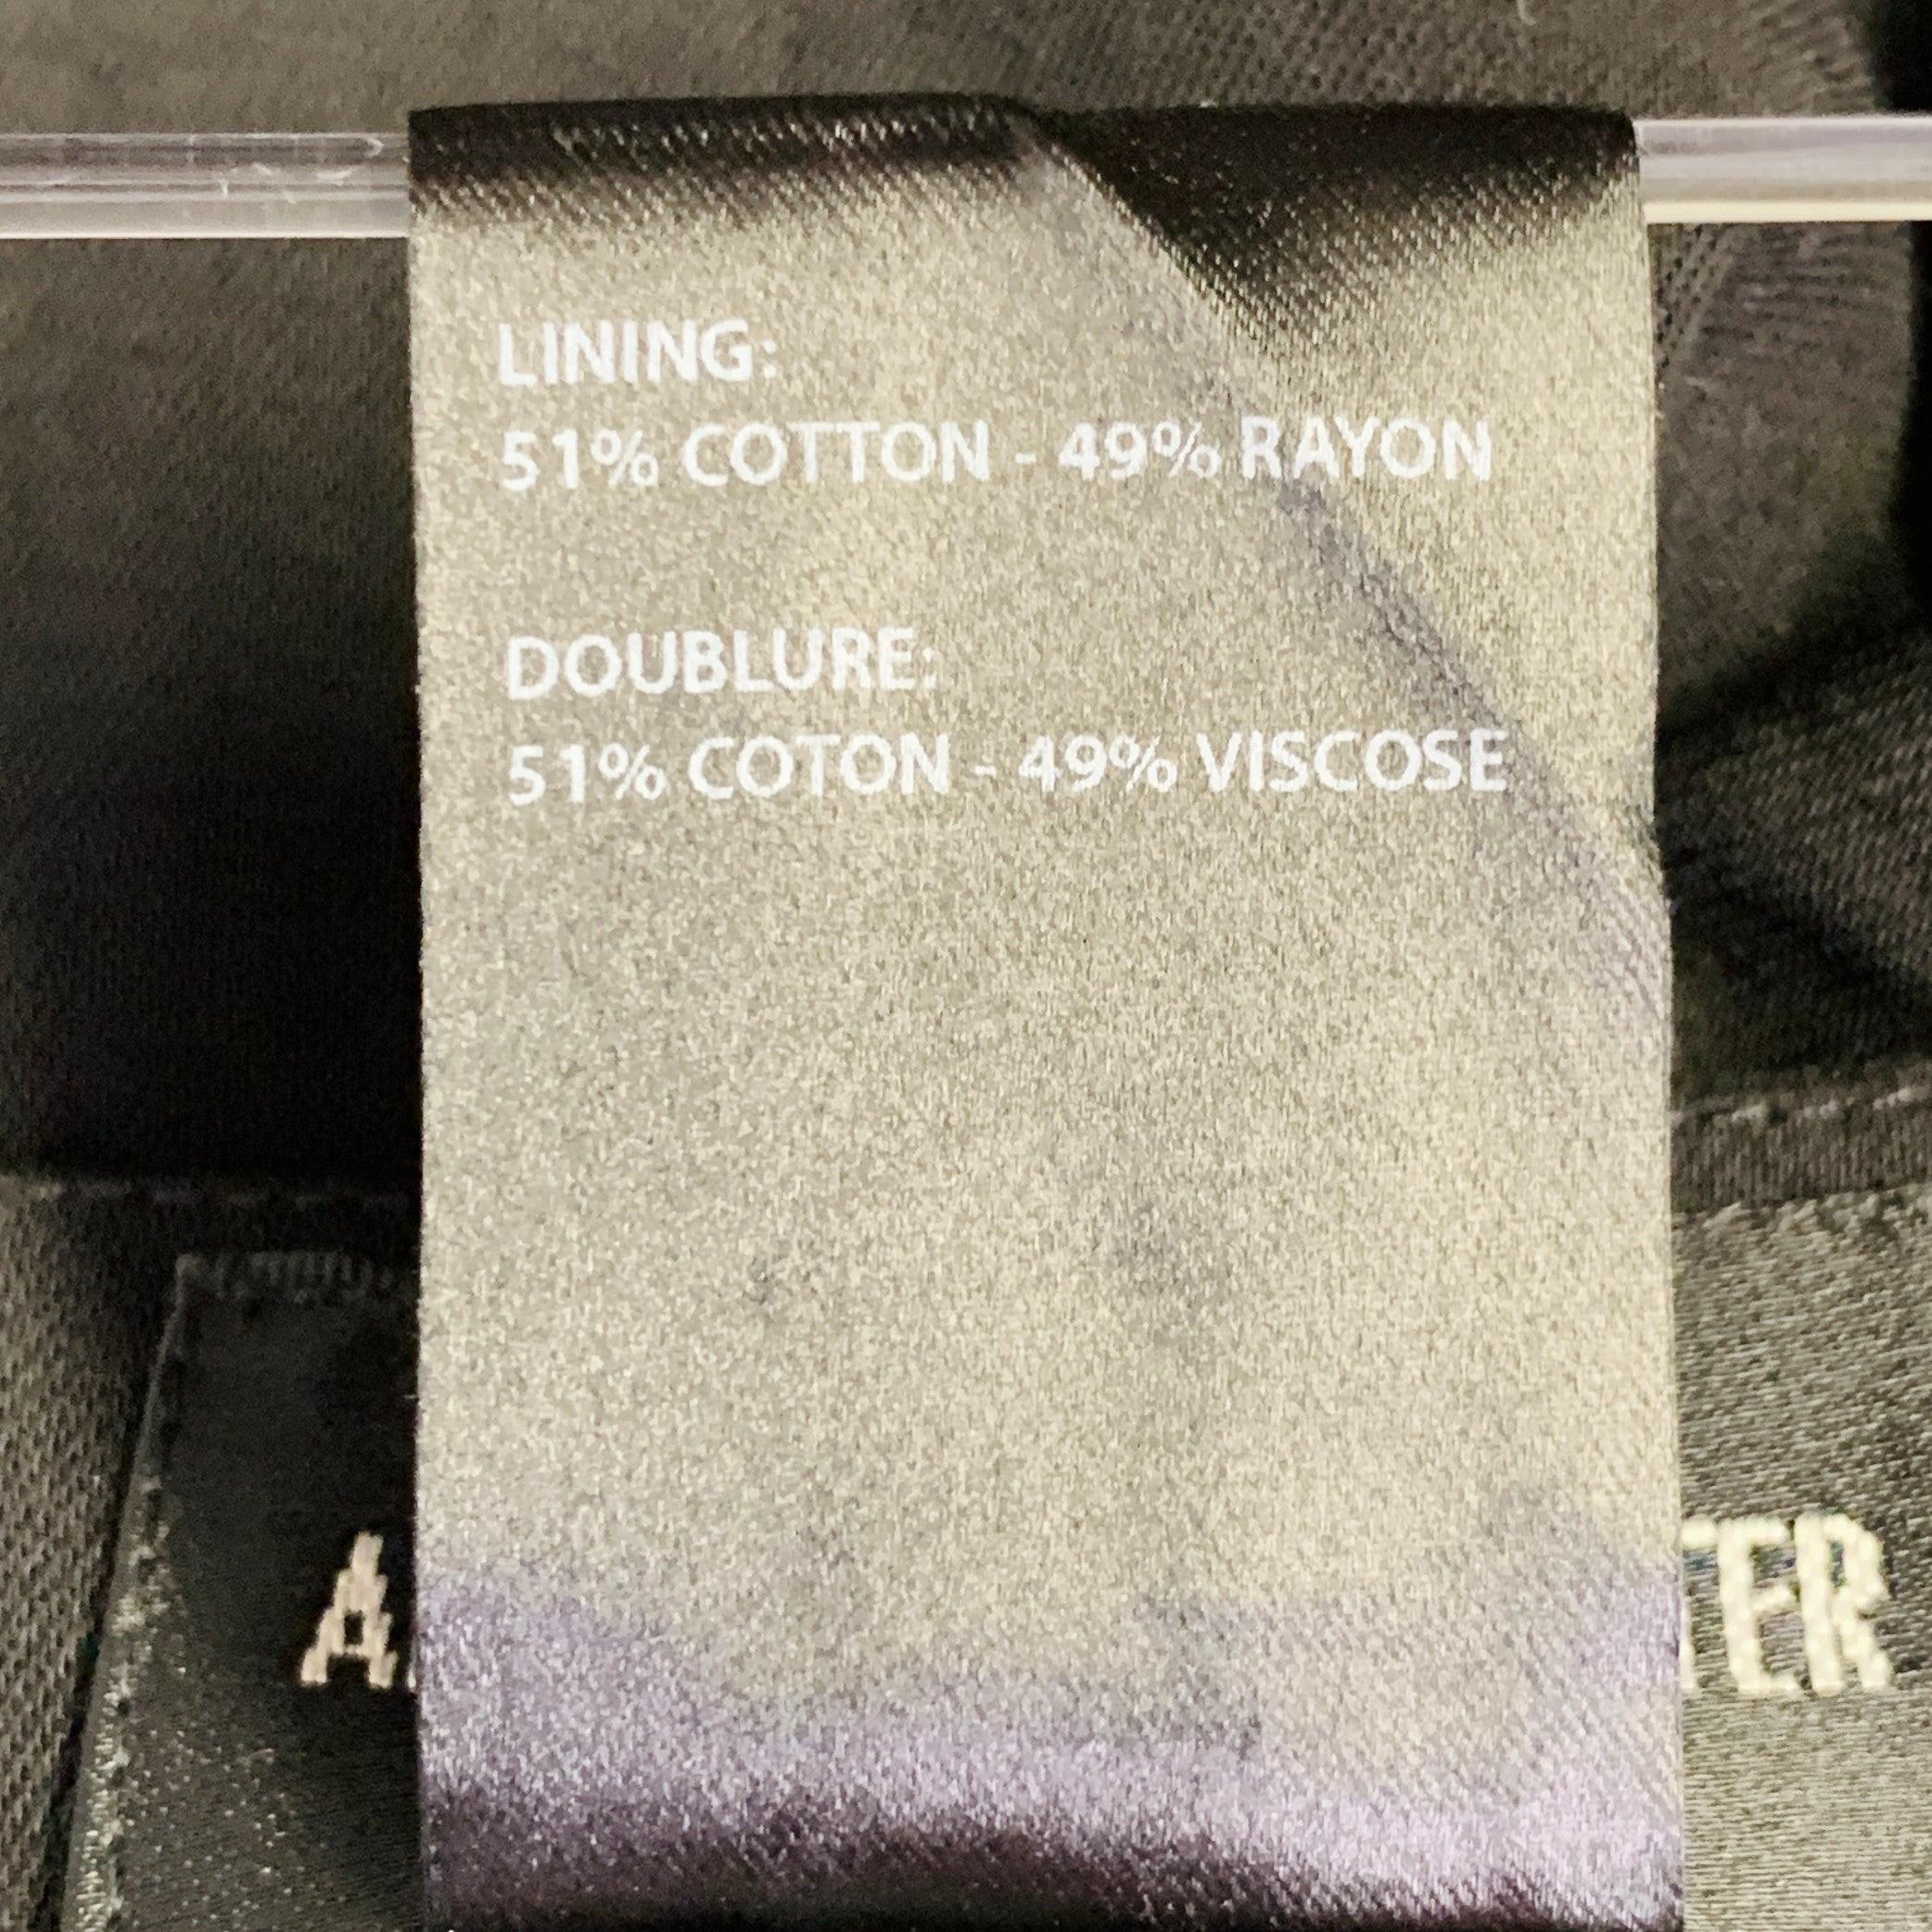 LINING:
51% COTTON - 49% RAYON
DOUBLURE:
51% COTON - 49% VISCOSE